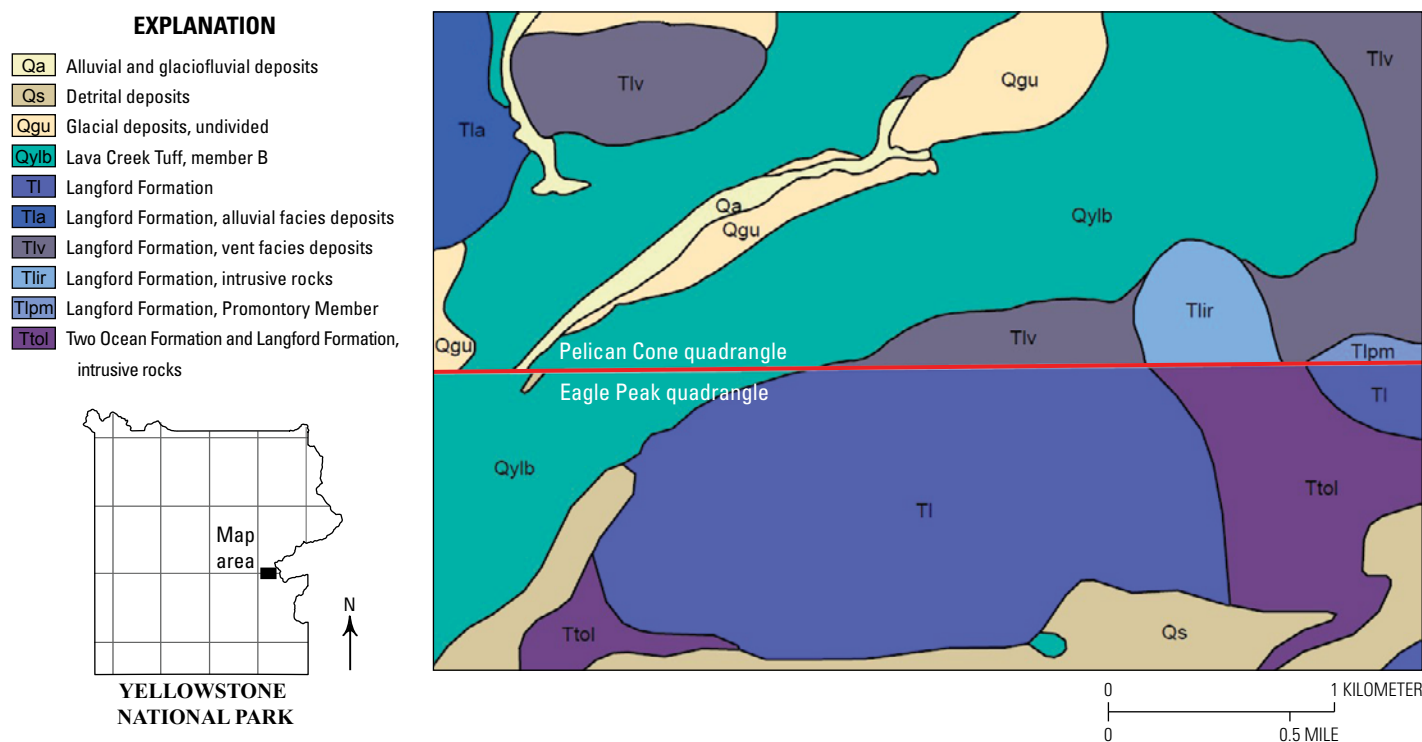 EXPLANATION
Qa Alluvial and glaciofluvial deposits
Qs Detrital deposits
Qgu Glacial deposits, undivided
Qylb Lava Creek Tuff, member B
Tl Langford Formation
Tla Langford Formation, alluvial facies deposits
Tlv Langford Formation, vent facies deposits
Tlir Langford Formation, intrusive rocks
Tlpm Langford Formation, Promontory Member
Ttol Two Ocean Formation and Langford Formation,
intrusive rocks
Map
area
N
YELLOWSTONE
NATIONAL PARK
Tlv
Qgu
Tlv
Tla
Qa
Qgu
Qylb
Tlir
Qgu
Tlv
Tlpm
Pelican Cone quadrangle
Eagle Peak quadrangle
Tl
Qylb
Tl
Ttol
Ttol
Qs
0 1 KILOMETER
0 0.5 MILE